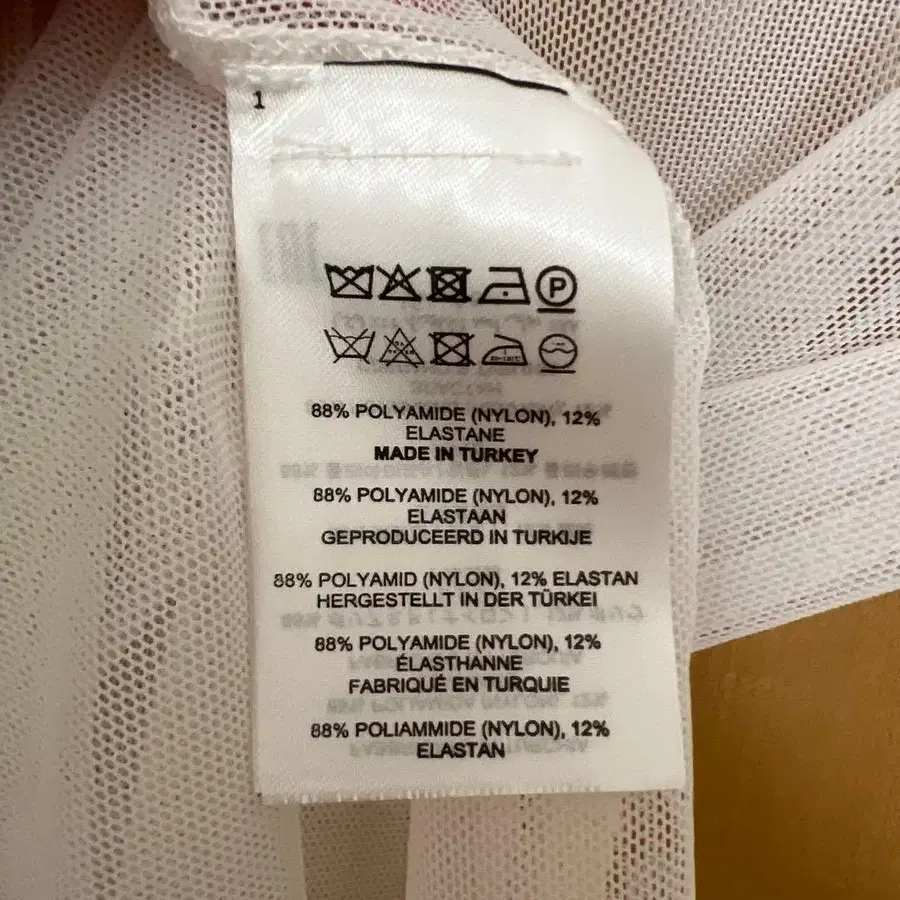 1
P
88% POLYAMIDE (NYLON), 12%
ELASTANE
MADE IN TURKEY
88% POLYAMIDE (NYLON), 12%
ELASTAAN
GEPRODUCEERD IN TURKIJE
88% POLYAMID (NYLON), 12% ELASTAN
HERGESTELLT IN DER TÜRKEI
88% POLYAMIDE (NYLON), 12%
ÉLASTHANNE
FABRIQUÉ EN TURQUIE
88% POLIAMMIDE (NYLON), 12%
ELASTAN